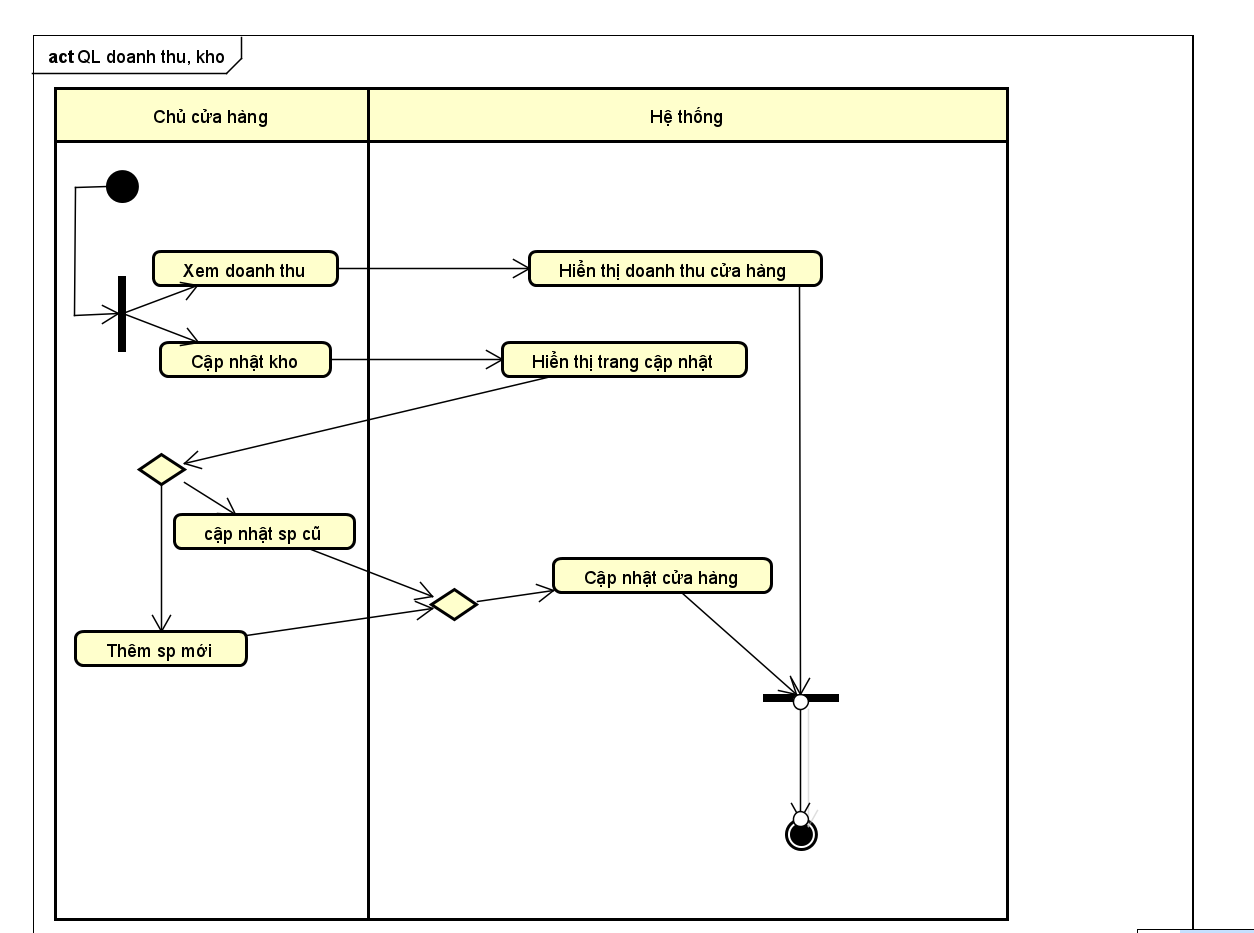 act QL doanh thu, kho
Chủ cửa hàng
Hệ thống
Xem doanh thu
Hiển thị doanh thu cửa hàng
Cập nhật kho
Hiển thị trang cập nhật
cập nhật sp cũ
Cập nhật cửa hàng
Thêm sp mới